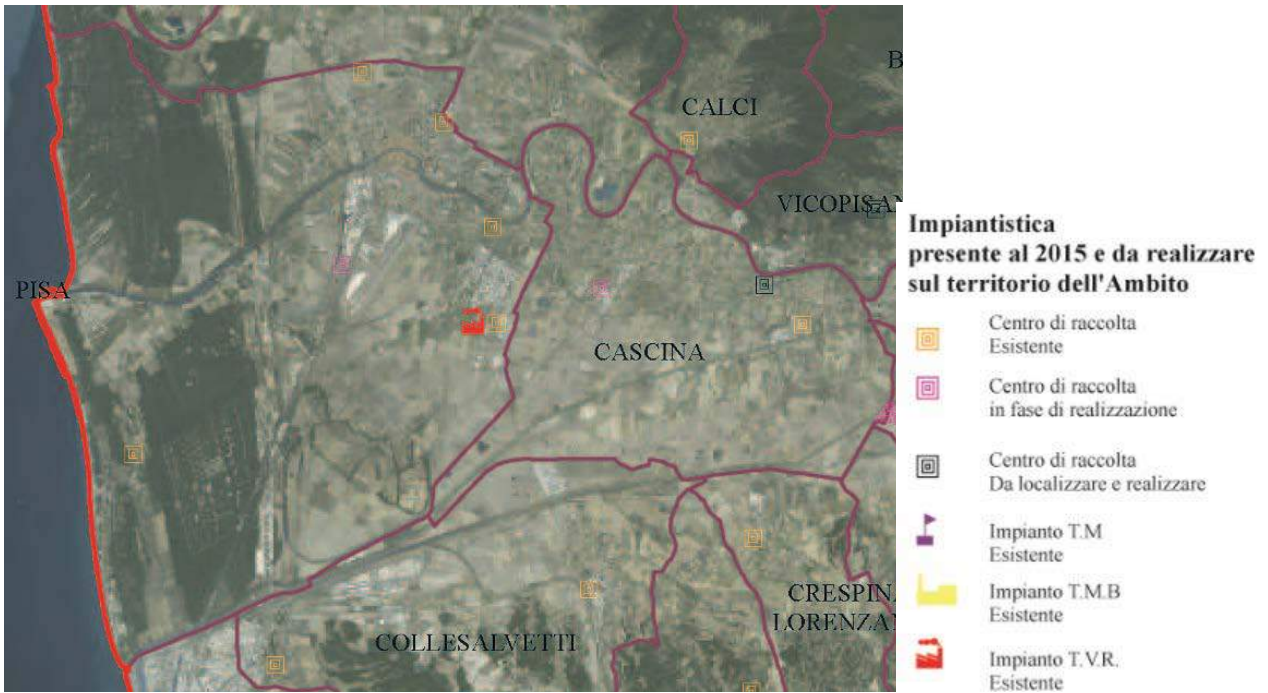 B
CALCI
VICOPISAN
PISA
CASCINA
CRESPINA
LORENZA
COLLESALVETTI
Impiantistica
presente al 2015 e da realizzare
sul territorio dell'Ambito
Centro di raccolta
Esistente
Centro di raccolta
in fase di realizzazione
Centro di raccolta
Da localizzare e realizzare
Impianto T.M
Esistente
Impianto T.M.B
Esistente
Impianto T.V.R.
Esistente